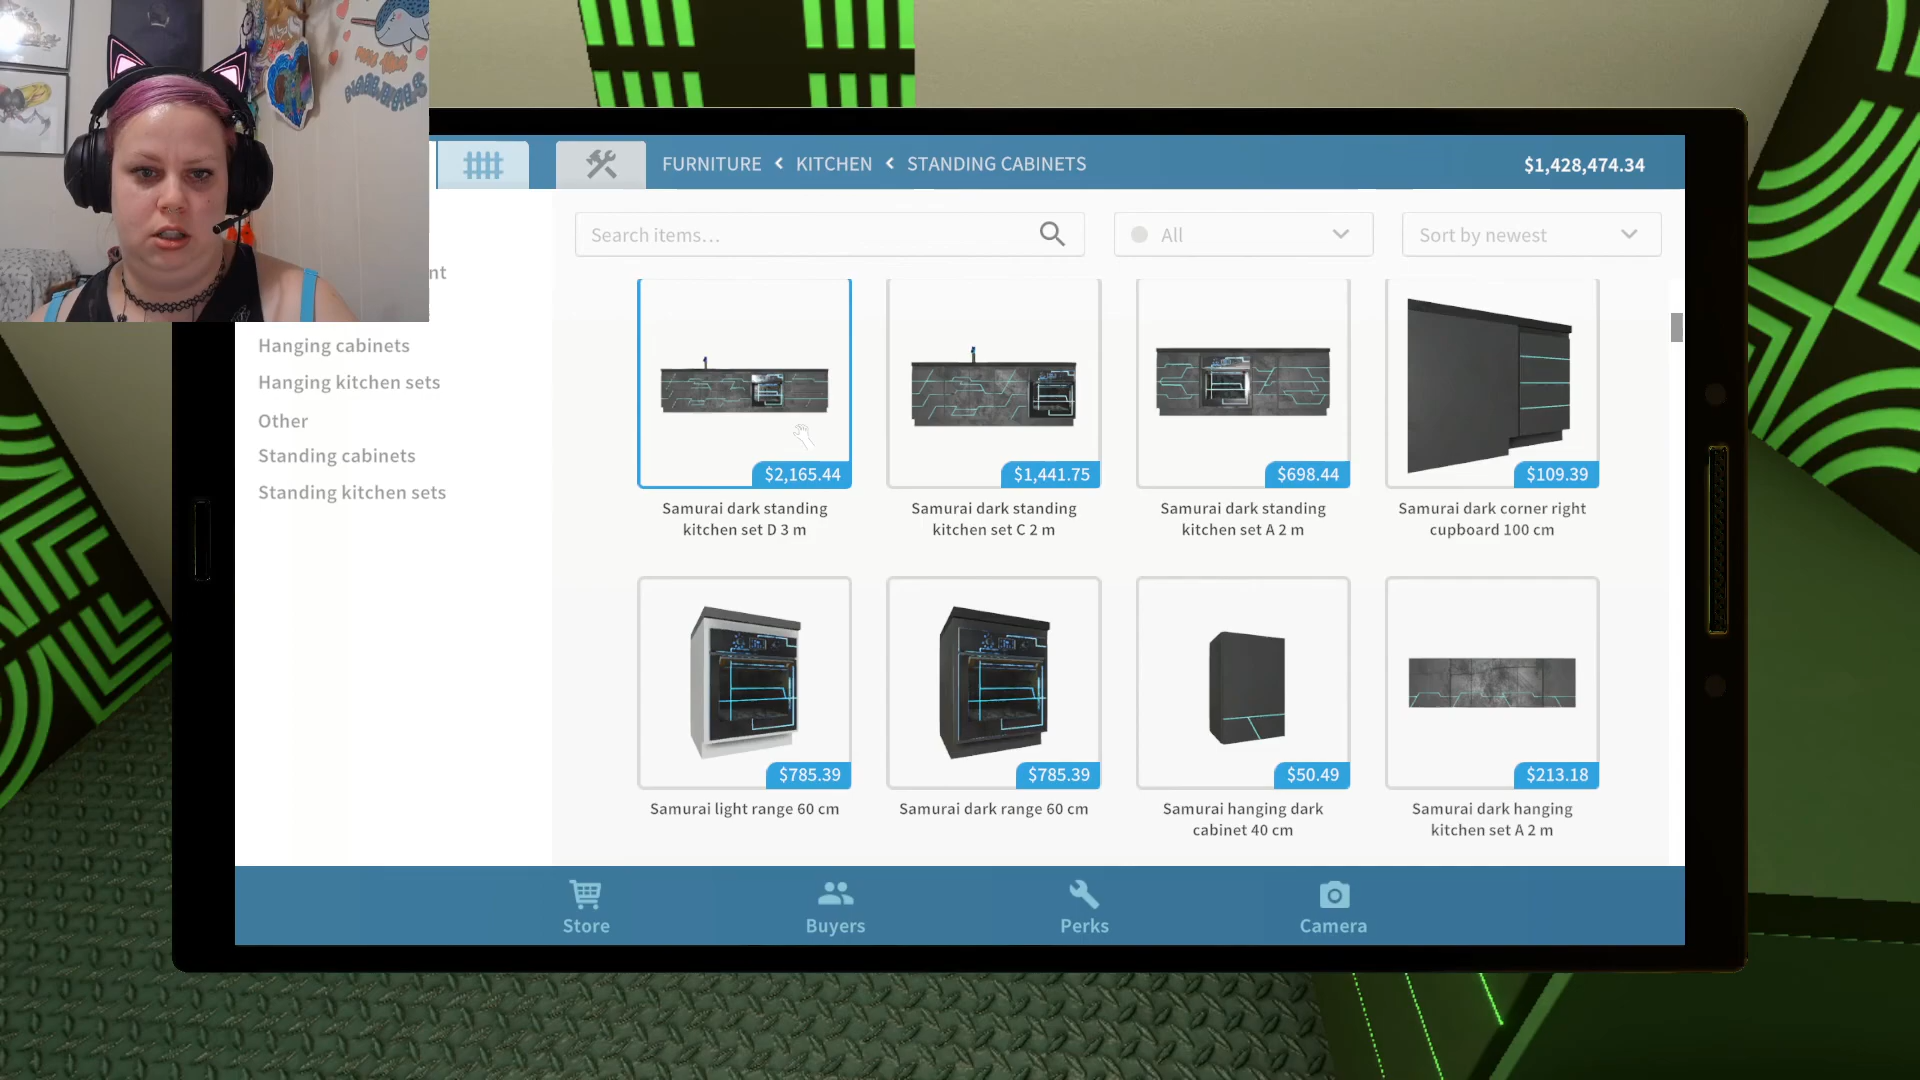 FURNITURE < KITCHEN < STANDING CABINETS
$1,428,474.34
Search items...
All
Sort by newest
nt
Hanging cabinets
Hanging kitchen sets
Other
Standing cabinets
Standing kitchen sets
$2,165.44
$1,441.75
$698.44
$109.39
Samurai dark standing
kitchen set D 3 m
Samurai dark standing
kitchen set C 2 m
Samurai dark standing
kitchen set A 2 m
Samurai dark corner right
cupboard 100 cm
$785.39
$785.39
$50.49
$213.18
Samurai light range 60 cm
Samurai dark range 60 cm
Samurai hanging dark
cabinet 40 cm
Samurai dark hanging
kitchen set A 2 m
Store
Buyers
Perks
Camera